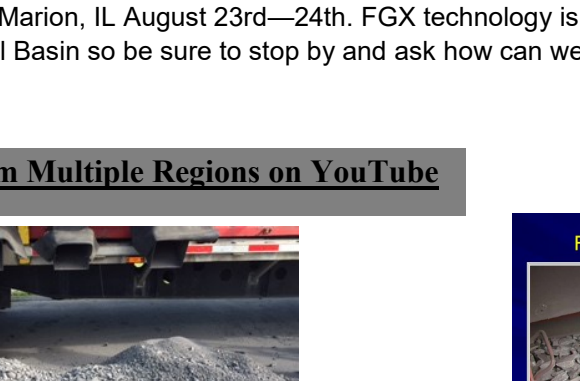 Marion, IL August 23rd—24th. FGX technology is
l Basin so be sure to stop by and ask how can we
m Multiple Regions on YouTube
F